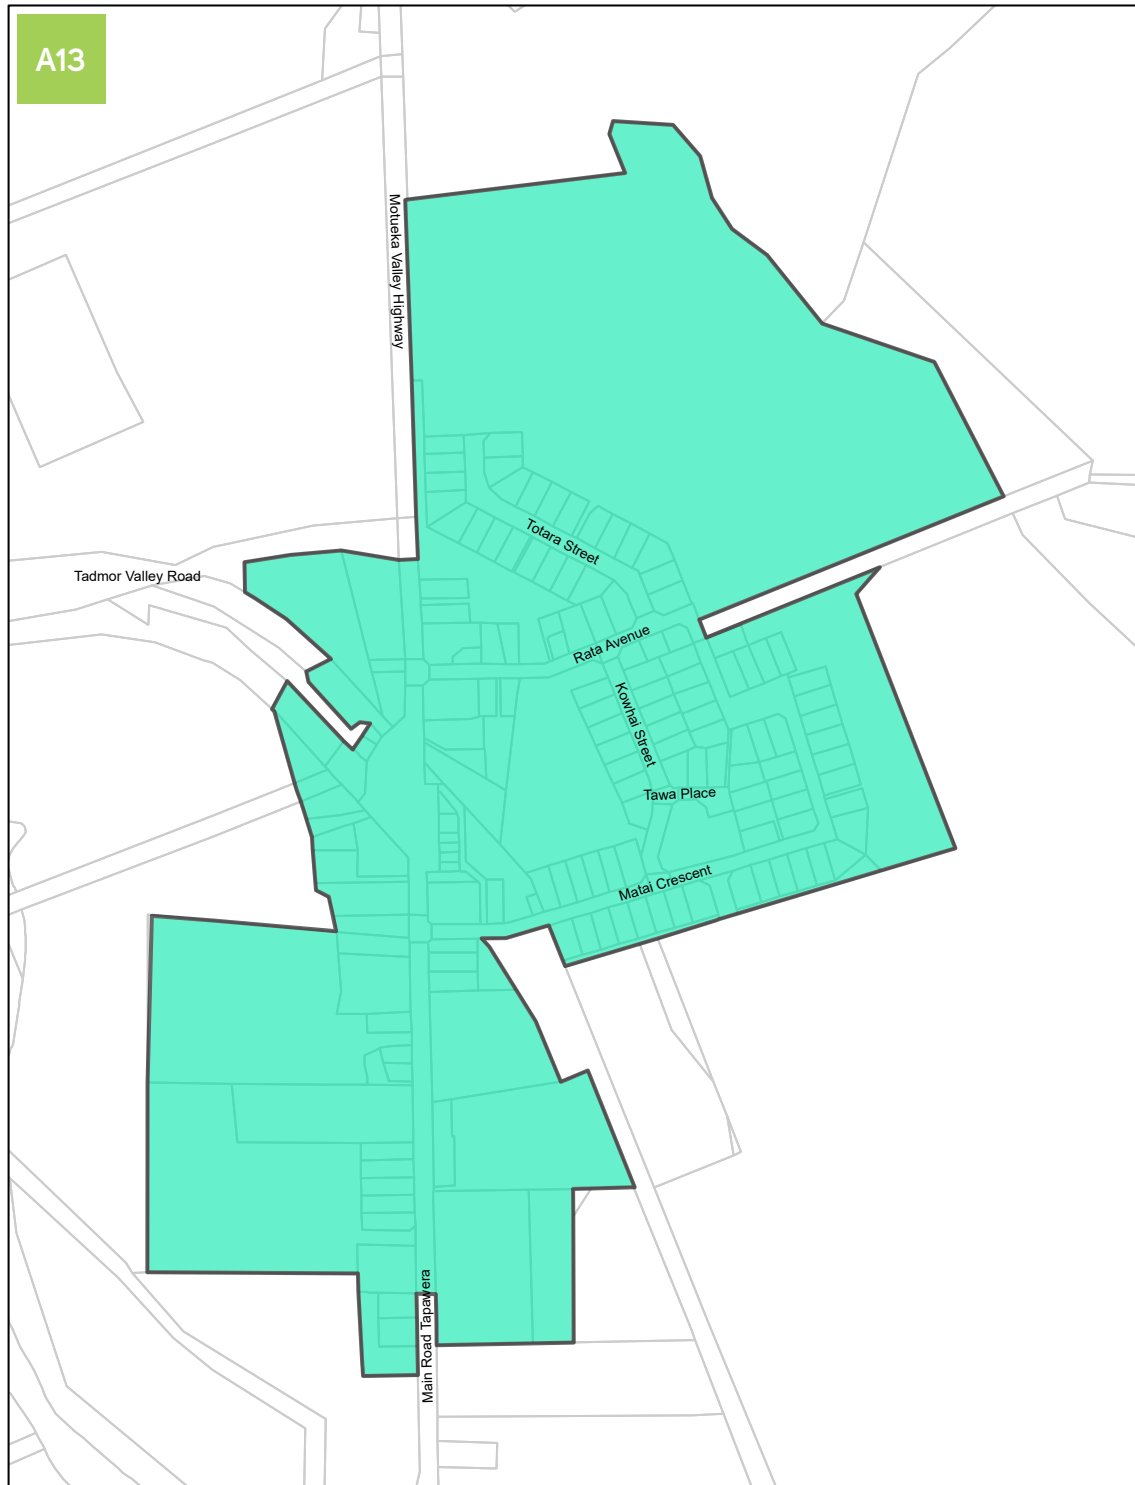 A13
Motueka Valley Highway
Totara Street
Tadmor Valley Road
Rata Avenue
Kowhai Street
Tawa Place
Matai Crescent
Main Road Tapawera